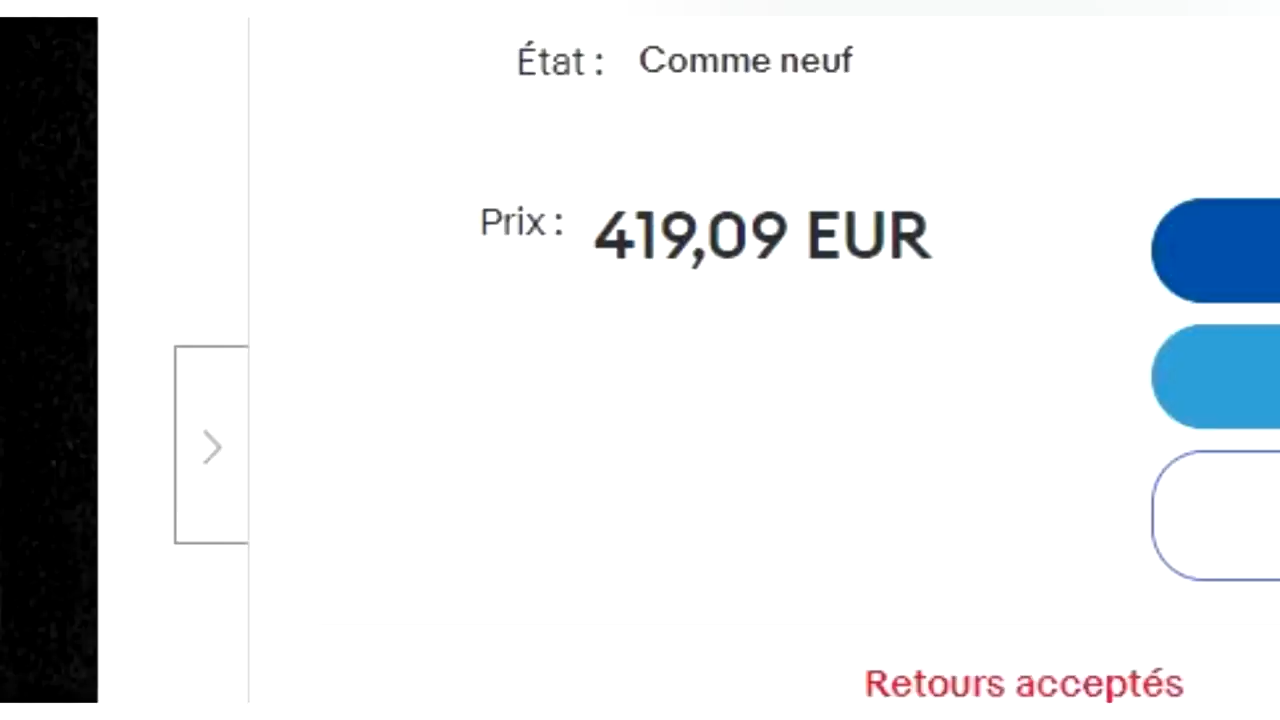 État : Comme neuf
Prix : 419,09 EUR
Retours acceptés